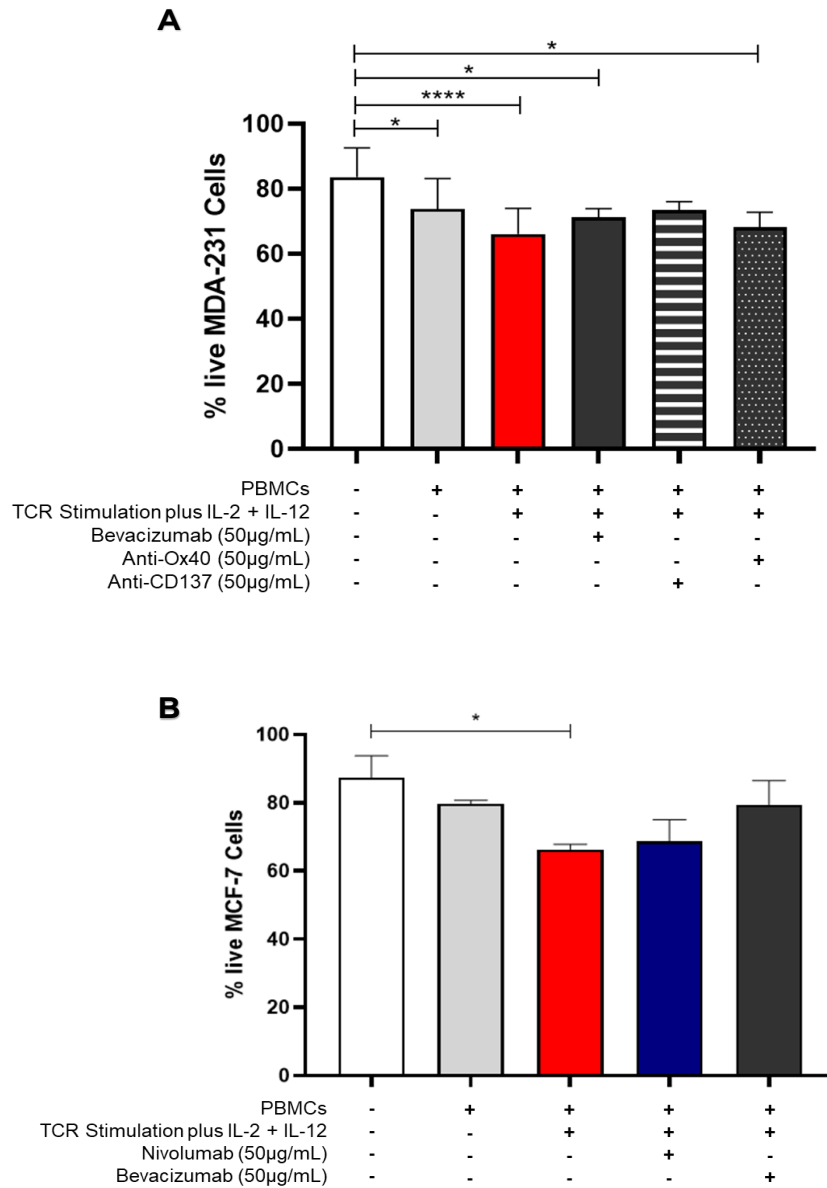 A
*
*
****
*
100
80
60
40
20
0
% live MDA-231 Cells
PBMCs - + + + + +
TCR Stimulation plus IL-2 + IL-12 - - + + + +
Bevacizumab (50µg/mL) - - - + - -
Anti-Ox40 (50µg/mL) - - - - - +
Anti-CD137 (50µg/mL) - - - - + -
B
*
100
80
60
40
20
0
% live MCF-7 Cells
PBMCs - + + + +
TCR Stimulation plus IL-2 + IL-12 - - + + +
Nivolumab (50µg/mL) - - - + -
Bevacizumab (50µg/mL) - - - - +